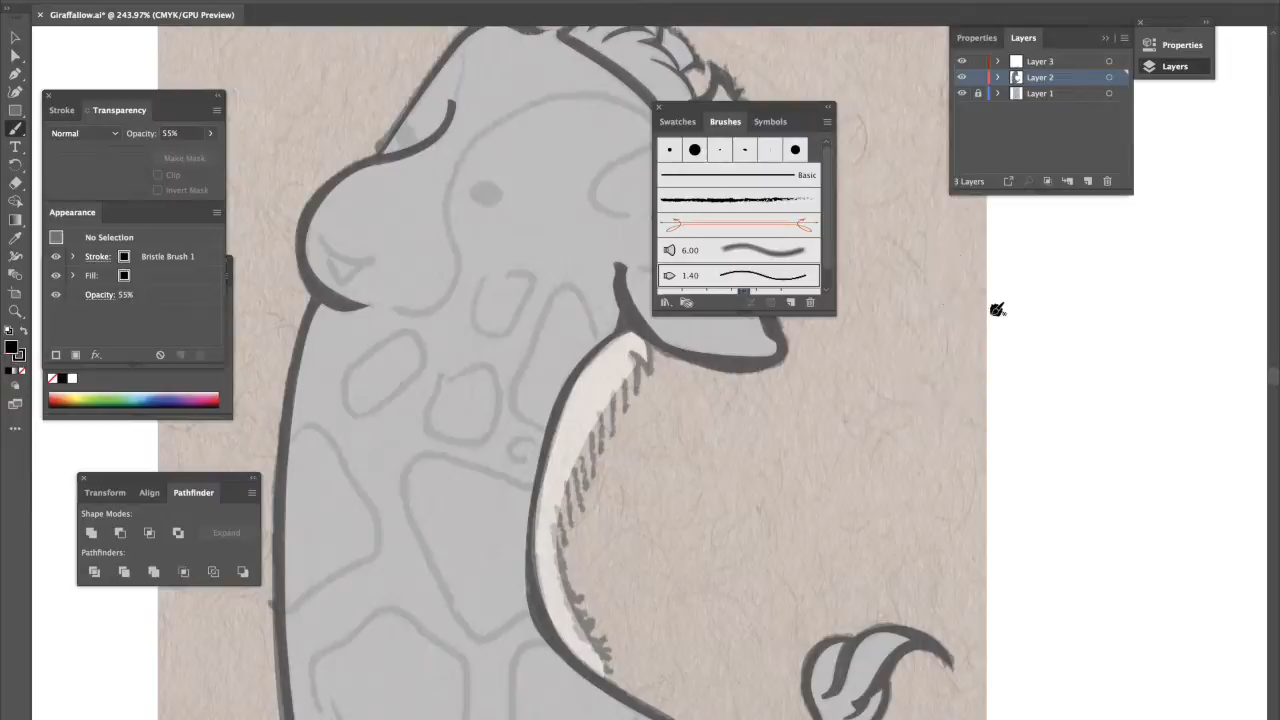 Giraffallow.ai* @ 243.97% (CMYK/GPU Preview)
Properties
Layers
Layer 3
Layer 2
Layer 1
Layers
Properties
Layers
Stroke
Transparency
Normal
Opacity: 55%
Make Mask
Clip
Invert Mask
Appearance
No Selection
Stroke:
Bristle Brush 1
Fill:
Opacity: 55%
fx
Swatches
Brushes
Symbols
Basic
6.00
1.40
Transform
Align
Pathfinder
Shape Modes:
Expand
Pathfinders: